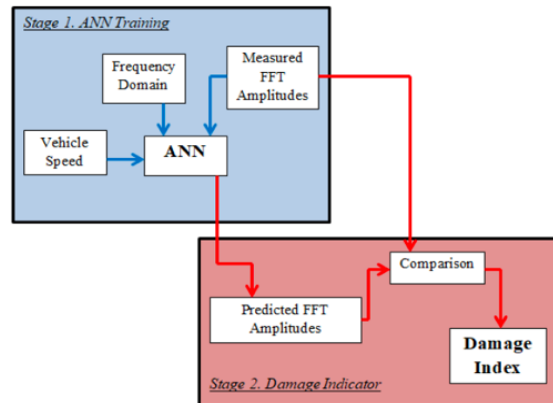 Stage 1. ANN Training
Frequency
Domain
Measured
FFT
Amplitudes
Vehicle
Speed
ANN
Comparison
Predicted FFT
Amplitudes
Damage
Index
Stage 2. Damage Indicator